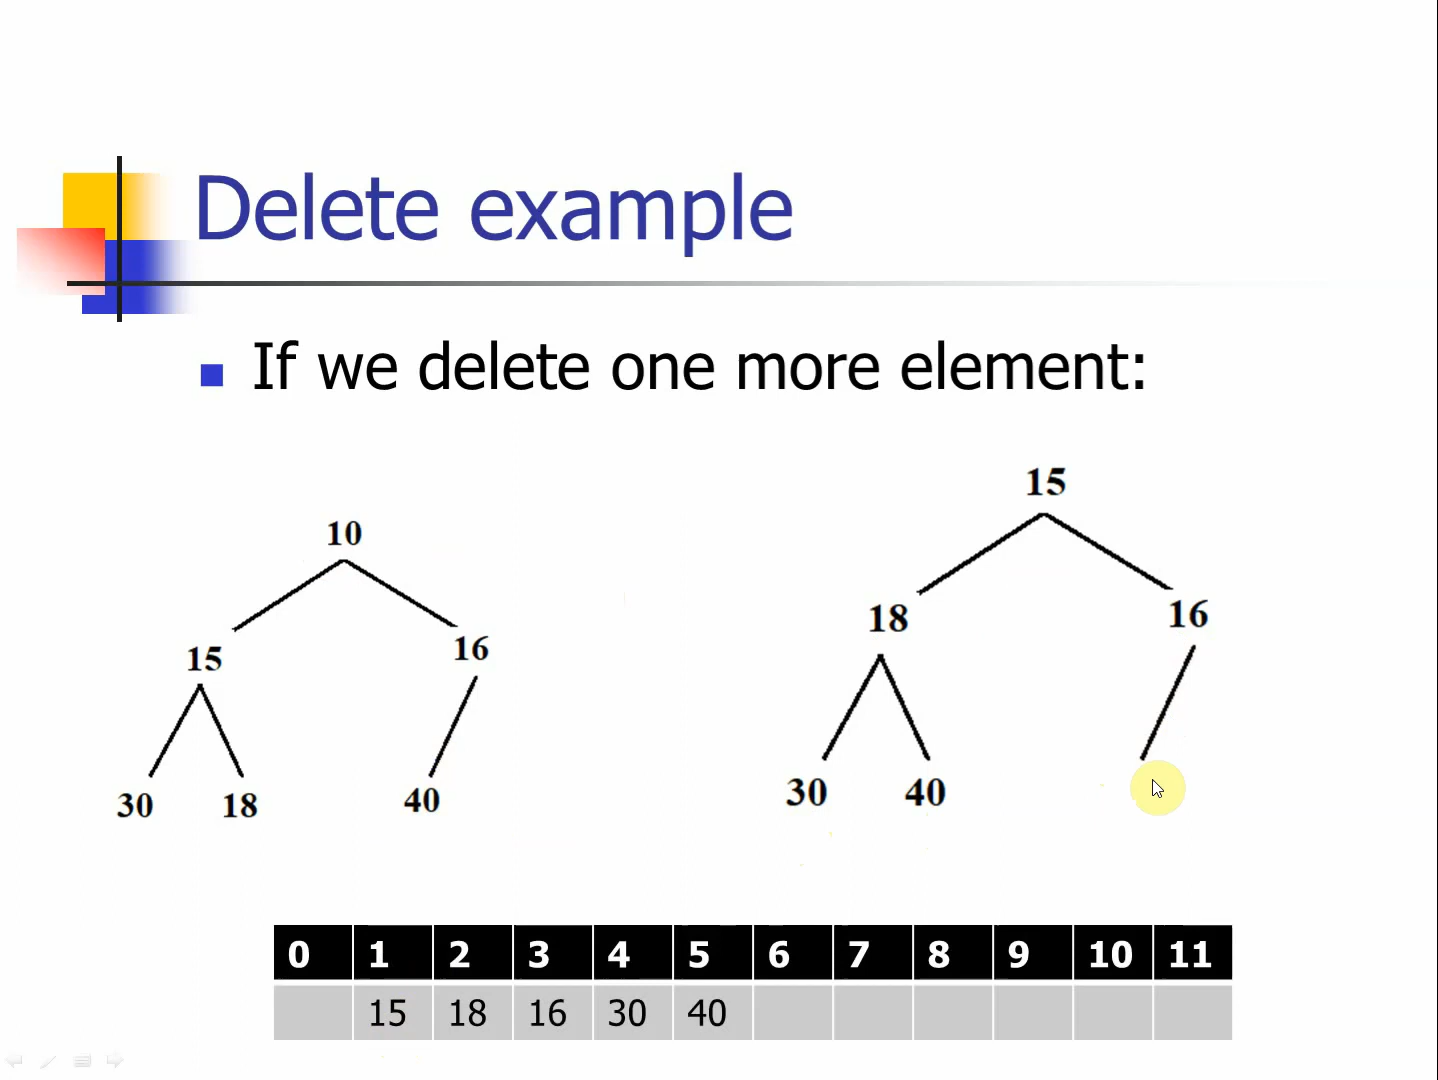 Delete example
If we delete one more element:
10
15 16
30 18 40
15
18 16
30 40
0 1 2 3 4 5 6 7 8 9 10 11
15 18 16 30 40